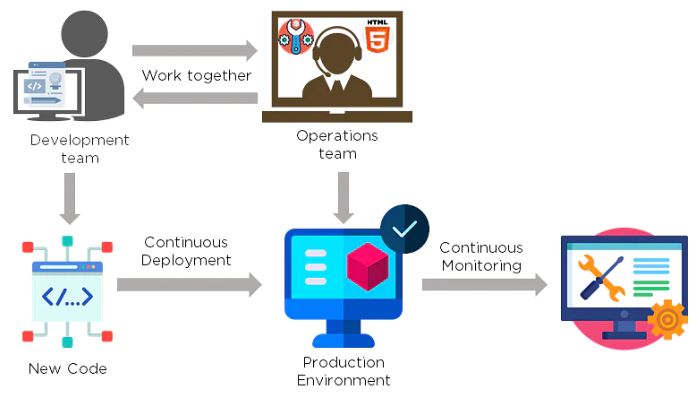 HTML
5
Work together
Development
team
Operations
team
</>
Continuous
Deployment
Continuous
Monitoring
</...>
New Code
Production
Environment